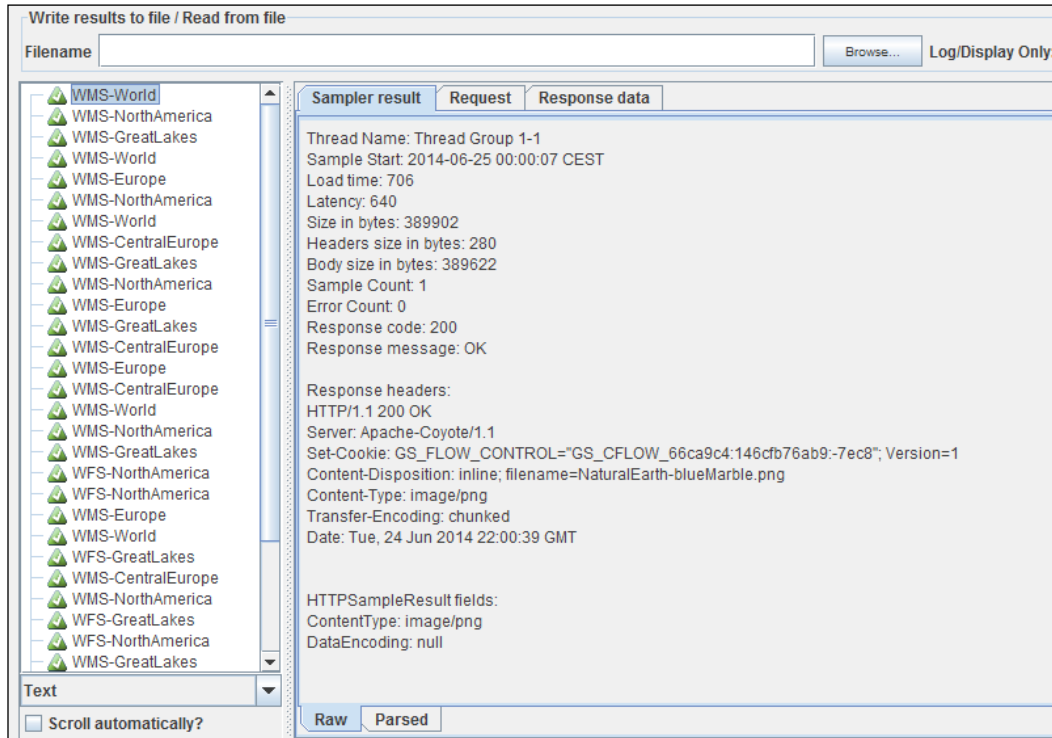 Write results to file / Read from file
Filename
Browse...
Log/Display Only:
WMS-World
WMS-NorthAmerica
WMS-GreatLakes
WMS-World
WMS-Europe
WMS-NorthAmerica
WMS-World
WMS-CentralEurope
WMS-GreatLakes
WMS-NorthAmerica
WMS-Europe
WMS-GreatLakes
WMS-CentralEurope
WMS-Europe
WMS-CentralEurope
WMS-World
WMS-NorthAmerica
WMS-GreatLakes
WFS-NorthAmerica
WFS-NorthAmerica
WMS-Europe
WMS-World
WFS-GreatLakes
WMS-CentralEurope
WMS-NorthAmerica
WFS-GreatLakes
WFS-NorthAmerica
WMS-GreatLakes
Text
Scroll automatically?
Sampler result
Request
Response data
Thread Name: Thread Group 1-1
Sample Start: 2014-06-25 00:00:07 CEST
Load time: 706
Latency: 640
Size in bytes: 389902
Headers size in bytes: 280
Body size in bytes: 389622
Sample Count: 1
Error Count: 0
Response code: 200
Response message: OK
Response headers:
HTTP/1.1 200 OK
Server: Apache-Coyote/1.1
Set-Cookie: GS_FLOW_CONTROL="GS_CFLOW_66ca9c4:146cfb76ab9:-7ec8"; Version=1
Content-Disposition: inline; filename=NaturalEarth-blueMarble.png
Content-Type: image/png
Transfer-Encoding: chunked
Date: Tue, 24 Jun 2014 22:00:39 GMT
HTTPSampleResult fields:
ContentType: image/png
DataEncoding: null
Raw
Parsed